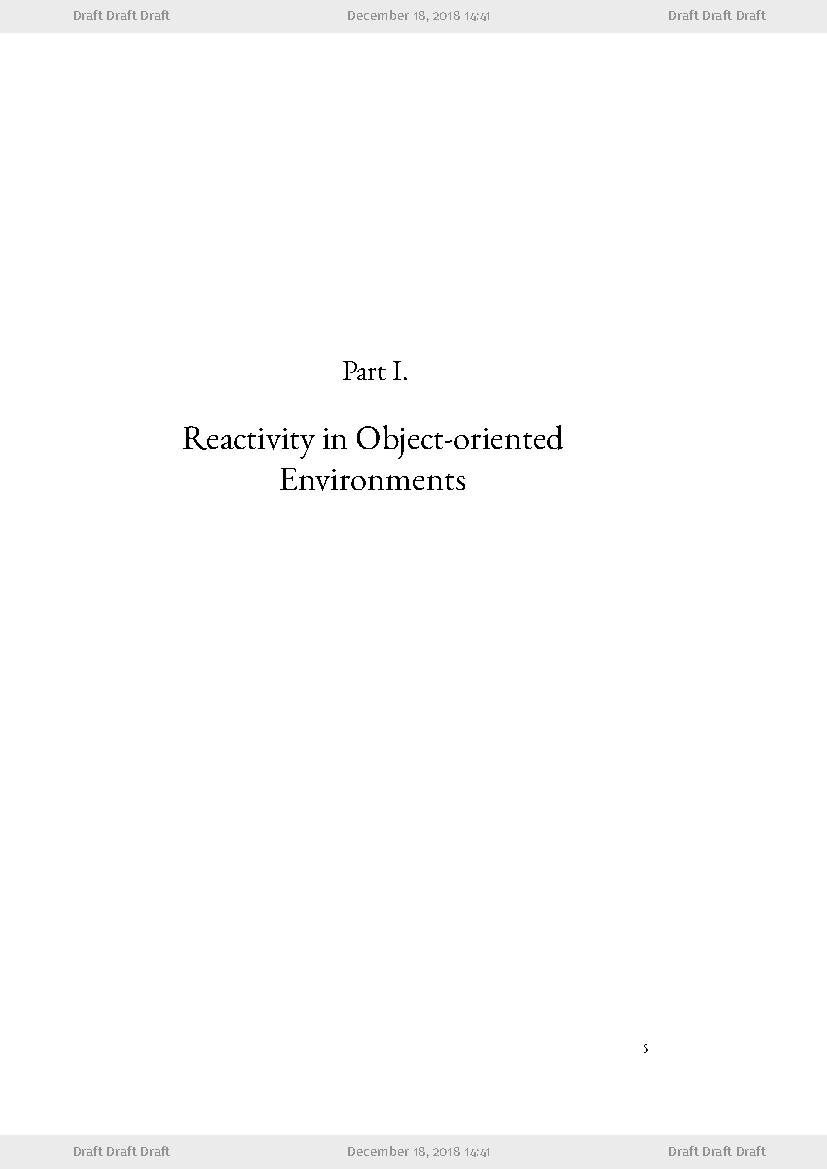 Draft Draft Draft December 18, 2018 14:41 Draft Draft Draft
Part I.
Reactivity in Object-oriented
Environments
5
Draft Draft Draft December 18, 2018 14:41 Draft Draft Draft